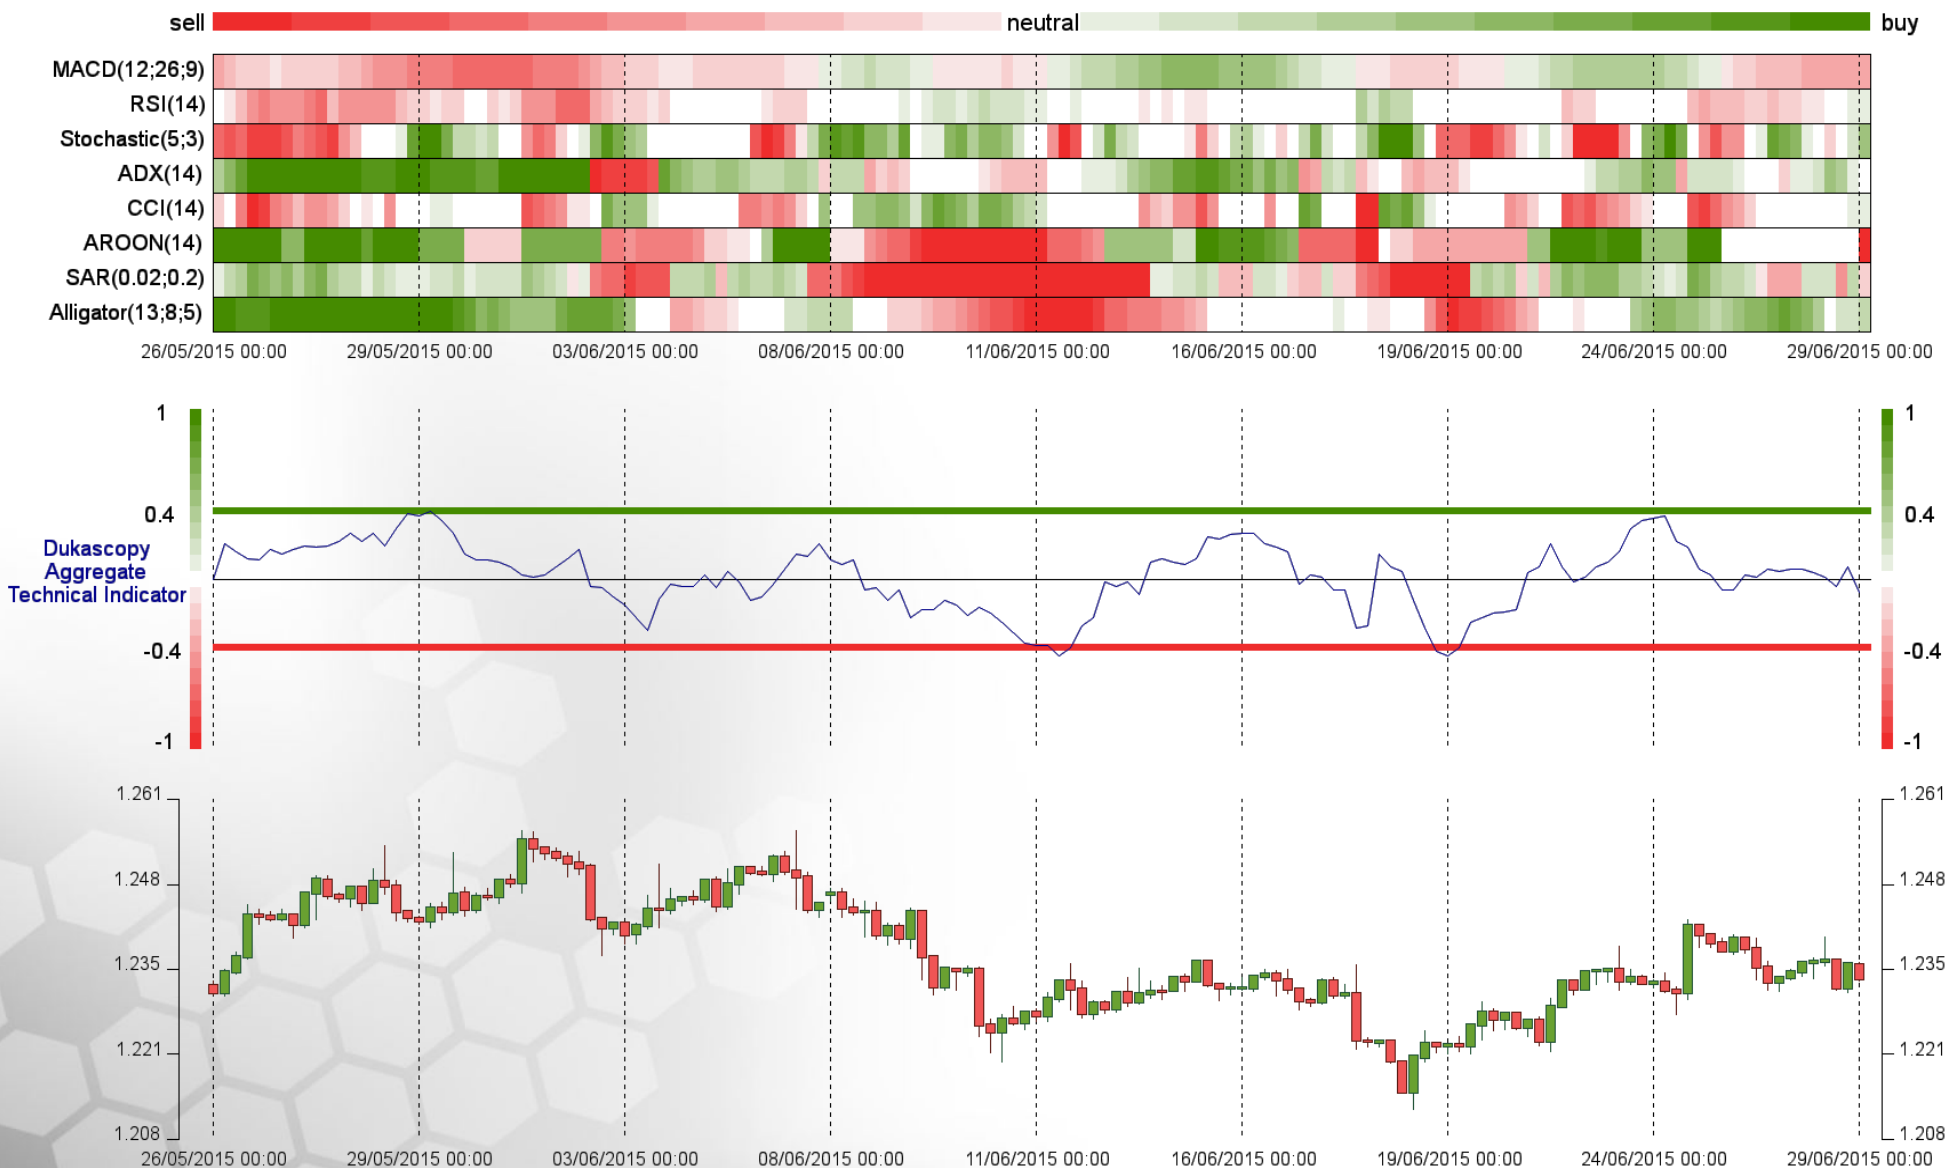 sell neutral buy
MACD(12;26;9)
RSI(14)
Stochastic(5;3)
ADX(14)
CCI(14)
AROON(14)
SAR(0.02;0.2)
Alligator(13;8;5)
26/05/2015 00:00 29/05/2015 00:00 03/06/2015 00:00 08/06/2015 00:00 11/06/2015 00:00 16/06/2015 00:00 19/06/2015 00:00 24/06/2015 00:00 29/06/2015 00:00
1 1
0.4 0.4
Dukascopy
Aggregate
Technical Indicator
-0.4 -0.4
-1 -1
1.261 1.261
1.248 1.248
1.235 1.235
1.221 1.221
1.208 1.208
26/05/2015 00:00 29/05/2015 00:00 03/06/2015 00:00 08/06/2015 00:00 11/06/2015 00:00 16/06/2015 00:00 19/06/2015 00:00 24/06/2015 00:00 29/06/2015 00:00